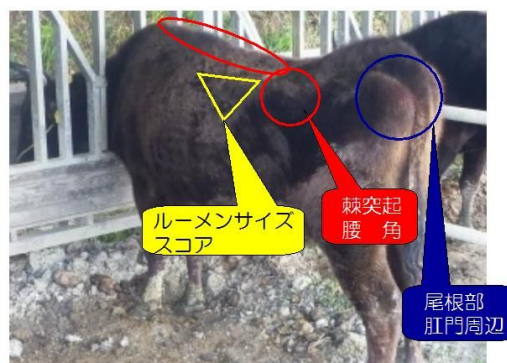 ルーメンサイズ
スコア
棘突起
腰　角
尾根部
肛門周辺